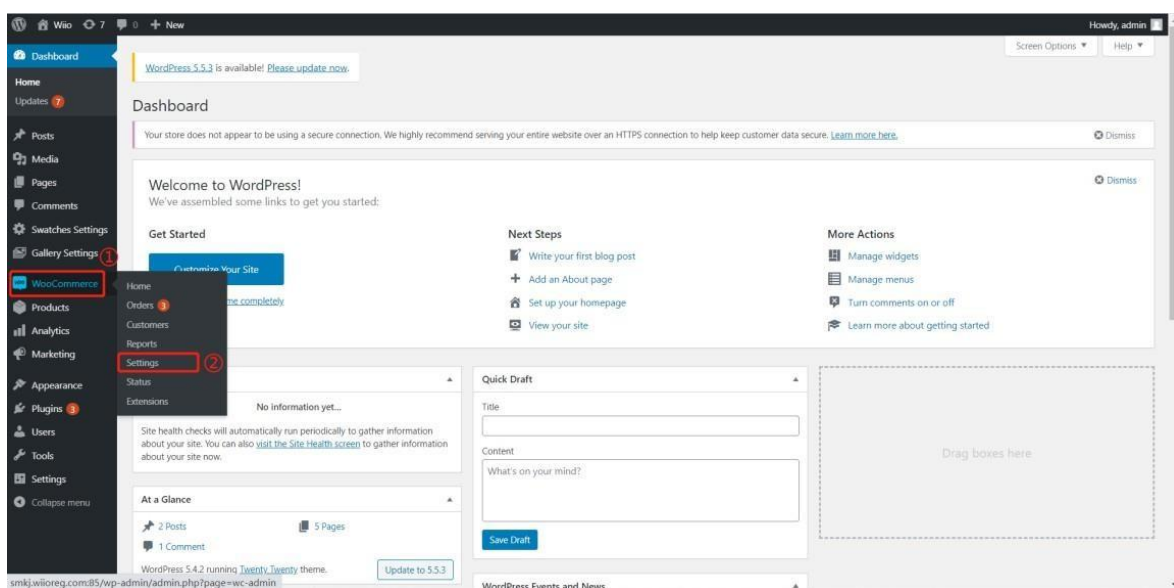 Wiio 7 0 + New Howdy, admin
Dashboard
Home
Updates 7
Posts
Media
Pages
Comments
Swatches Settings
Gallery Settings ①
WooCommerce
Products
Analytics
Marketing
Appearance
Plugins 3
Users
Tools
Settings
Collapse menu
Home
Orders 3
Customers
Reports
Settings ②
Status
Extensions
Screen Options ▼ Help ▼
WordPress 5.5.3 is available! Please update now.
Dashboard
Your store does not appear to be using a secure connection. We highly recommend serving your entire website over an HTTPS connection to help keep customer data secure. Learn more here. Dismiss
Welcome to WordPress! Dismiss
We've assembled some links to get you started:
Get Started
Customize Your Site
me completely
Next Steps
Write your first blog post
Add an About page
Set up your homepage
View your site
More Actions
Manage widgets
Manage menus
Turn comments on or off
Learn more about getting started
No information yet...
Site health checks will automatically run periodically to gather information
about your site. You can also visit the Site Health screen to gather information
about your site now.
At a Glance
2 Posts 5 Pages
1 Comment
WordPress 5.4.2 running Twenty Twenty theme. Update to 5.5.3
Quick Draft
Title
Content
What's on your mind?
Save Draft
WordPress Events and News
Drag boxes here
smkj.wiioreg.com:85/wp-admin/admin.php?page=wc-admin